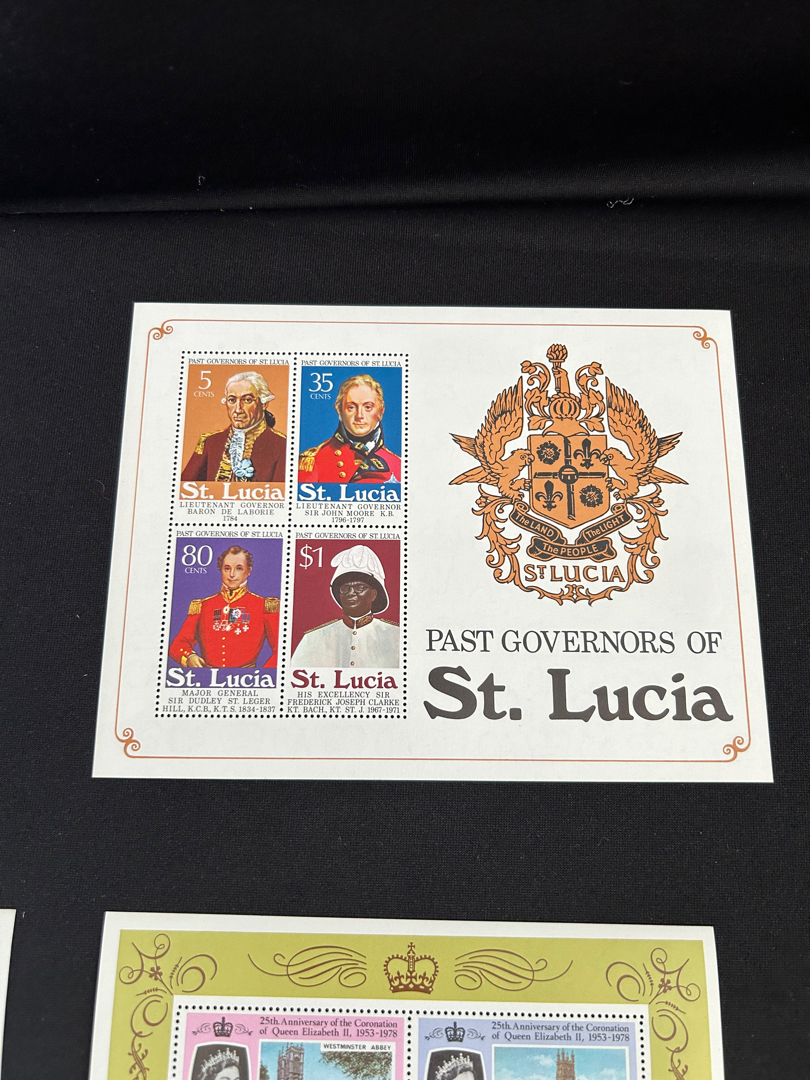 PAST GOVERNORS OF ST. LUCIA
5
CENTS
St. Lucia
LIEUTENANT GOVERNOR
BARON DE LABORIE
1784
PAST GOVERNORS OF ST. LUCIA
35
CENTS
St. Lucia
LIEUTENANT GOVERNOR
SIR JOHN MOORE K.B.
1796-1797
PAST GOVERNORS OF ST. LUCIA
80
CENTS
St. Lucia
MAJOR GENERAL
SIR DUDLEY ST. LEGER
HILL, K.C.B., K.T.S. 1834-1837
PAST GOVERNORS OF ST. LUCIA
$1
St. Lucia
HIS EXCELLENCY SIR
FREDERICK JOSEPH CLARKE
KT. BACH., KT. ST. J. 1967-1971
The LAND
The LIGHT
The PEOPLE
ST LUCIA
PAST GOVERNORS OF
St. Lucia
25th Anniversary of the Coronation
of Queen Elizabeth II, 1953-1978
WESTMINSTER ABBEY
25th Anniversary of the Coronation
of Queen Elizabeth II, 1953-1978